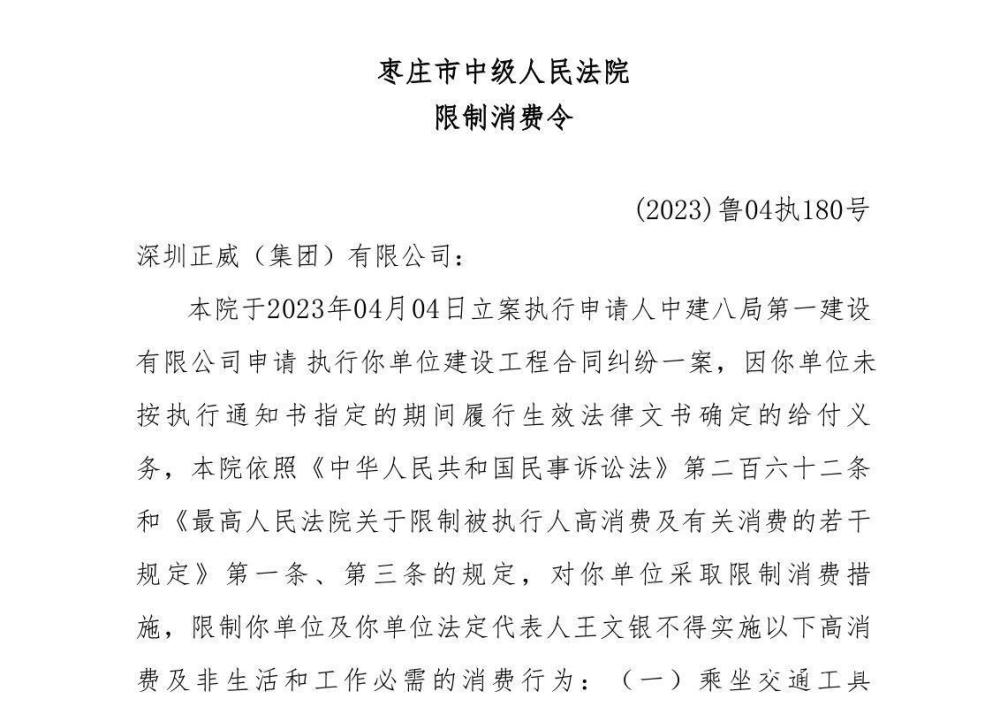 枣庄市中级人民法院
限制消费令
(2023)鲁04执180号
深圳正威（集团）有限公司：
本院于2023年04月04日立案执行申请人中建八局第一建设
有限公司申请 执行你单位建设工程合同纠纷一案，因你单位未
按执行通知书指定的期间履行生效法律文书确定的给付义
务，本院依照《中华人民共和国民事诉讼法》第二百六十二条
和《最高人民法院关于限制被执行人高消费及有关消费的若干
规定》第一条、第三条的规定，对你单位采取限制消费措
施，限制你单位及你单位法定代表人王文银不得实施以下高消
费及非生活和工作必需的消费行为：（一）乘坐交通工具